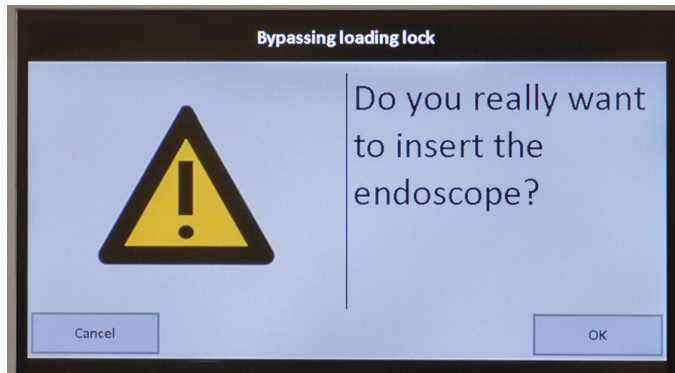 Bypassing loading lock
Do you really want
to insert the
endoscope?
Cancel
OK